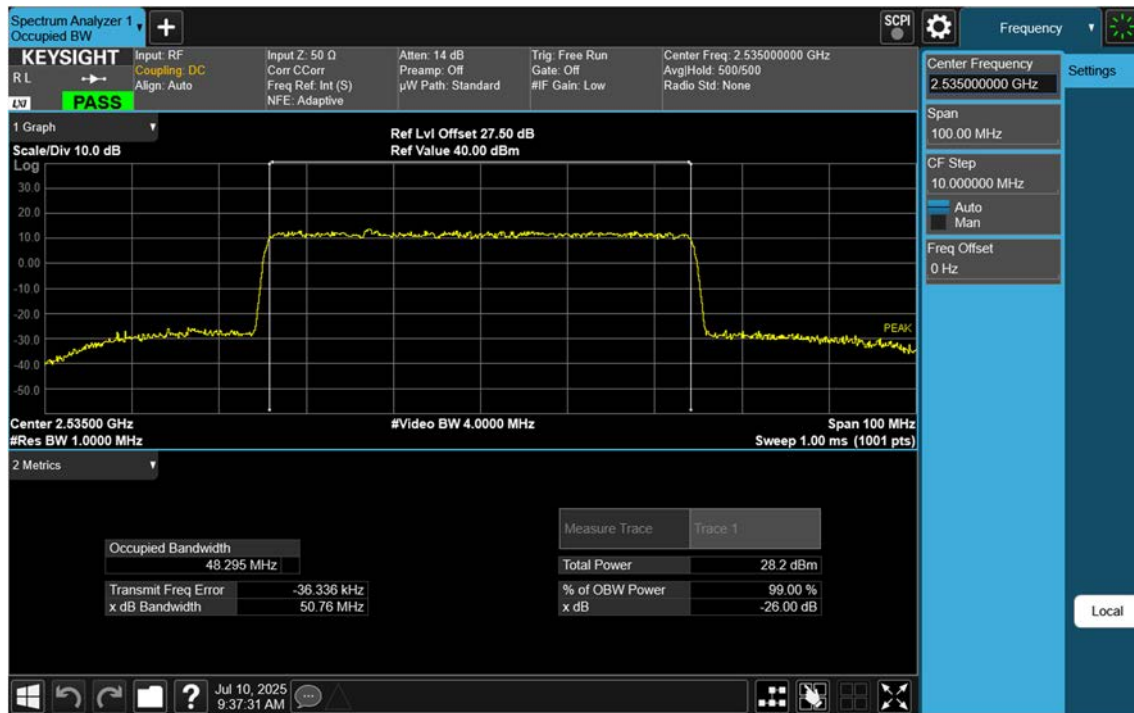 Spectrum Analyzer 1
Occupied BW
+
SCPI
Frequency
KEYSIGHT
R L
LXI
PASS
Input: RF
Coupling: DC
Align: Auto
Input Z: 50 Ω
Corr CCorr
Freq Ref: Int (S)
NFE: Adaptive
Atten: 14 dB
Preamp: Off
µW Path: Standard
Trig: Free Run
Gate: Off
#IF Gain: Low
Center Freq: 2.535000000 GHz
Avg|Hold: 500/500
Radio Std: None
Center Frequency
2.535000000 GHz
Settings
Span
100.00 MHz
CF Step
10.000000 MHz
Auto
Man
Freq Offset
0 Hz
Local
1 Graph
Scale/Div 10.0 dB
Ref Lvl Offset 27.50 dB
Ref Value 40.00 dBm
Log
30.0
20.0
10.0
0.00
-10.0
-20.0
-30.0
-40.0
-50.0
PEAK
Center 2.53500 GHz
#Video BW 4.0000 MHz
Span 100 MHz
#Res BW 1.0000 MHz
Sweep 1.00 ms (1001 pts)
2 Metrics
Measure Trace
Trace 1
Occupied Bandwidth
48.295 MHz
Total Power
28.2 dBm
Transmit Freq Error
-36.336 kHz
% of OBW Power
99.00 %
x dB Bandwidth
50.76 MHz
x dB
-26.00 dB
?
Jul 10, 2025
9:37:31 AM